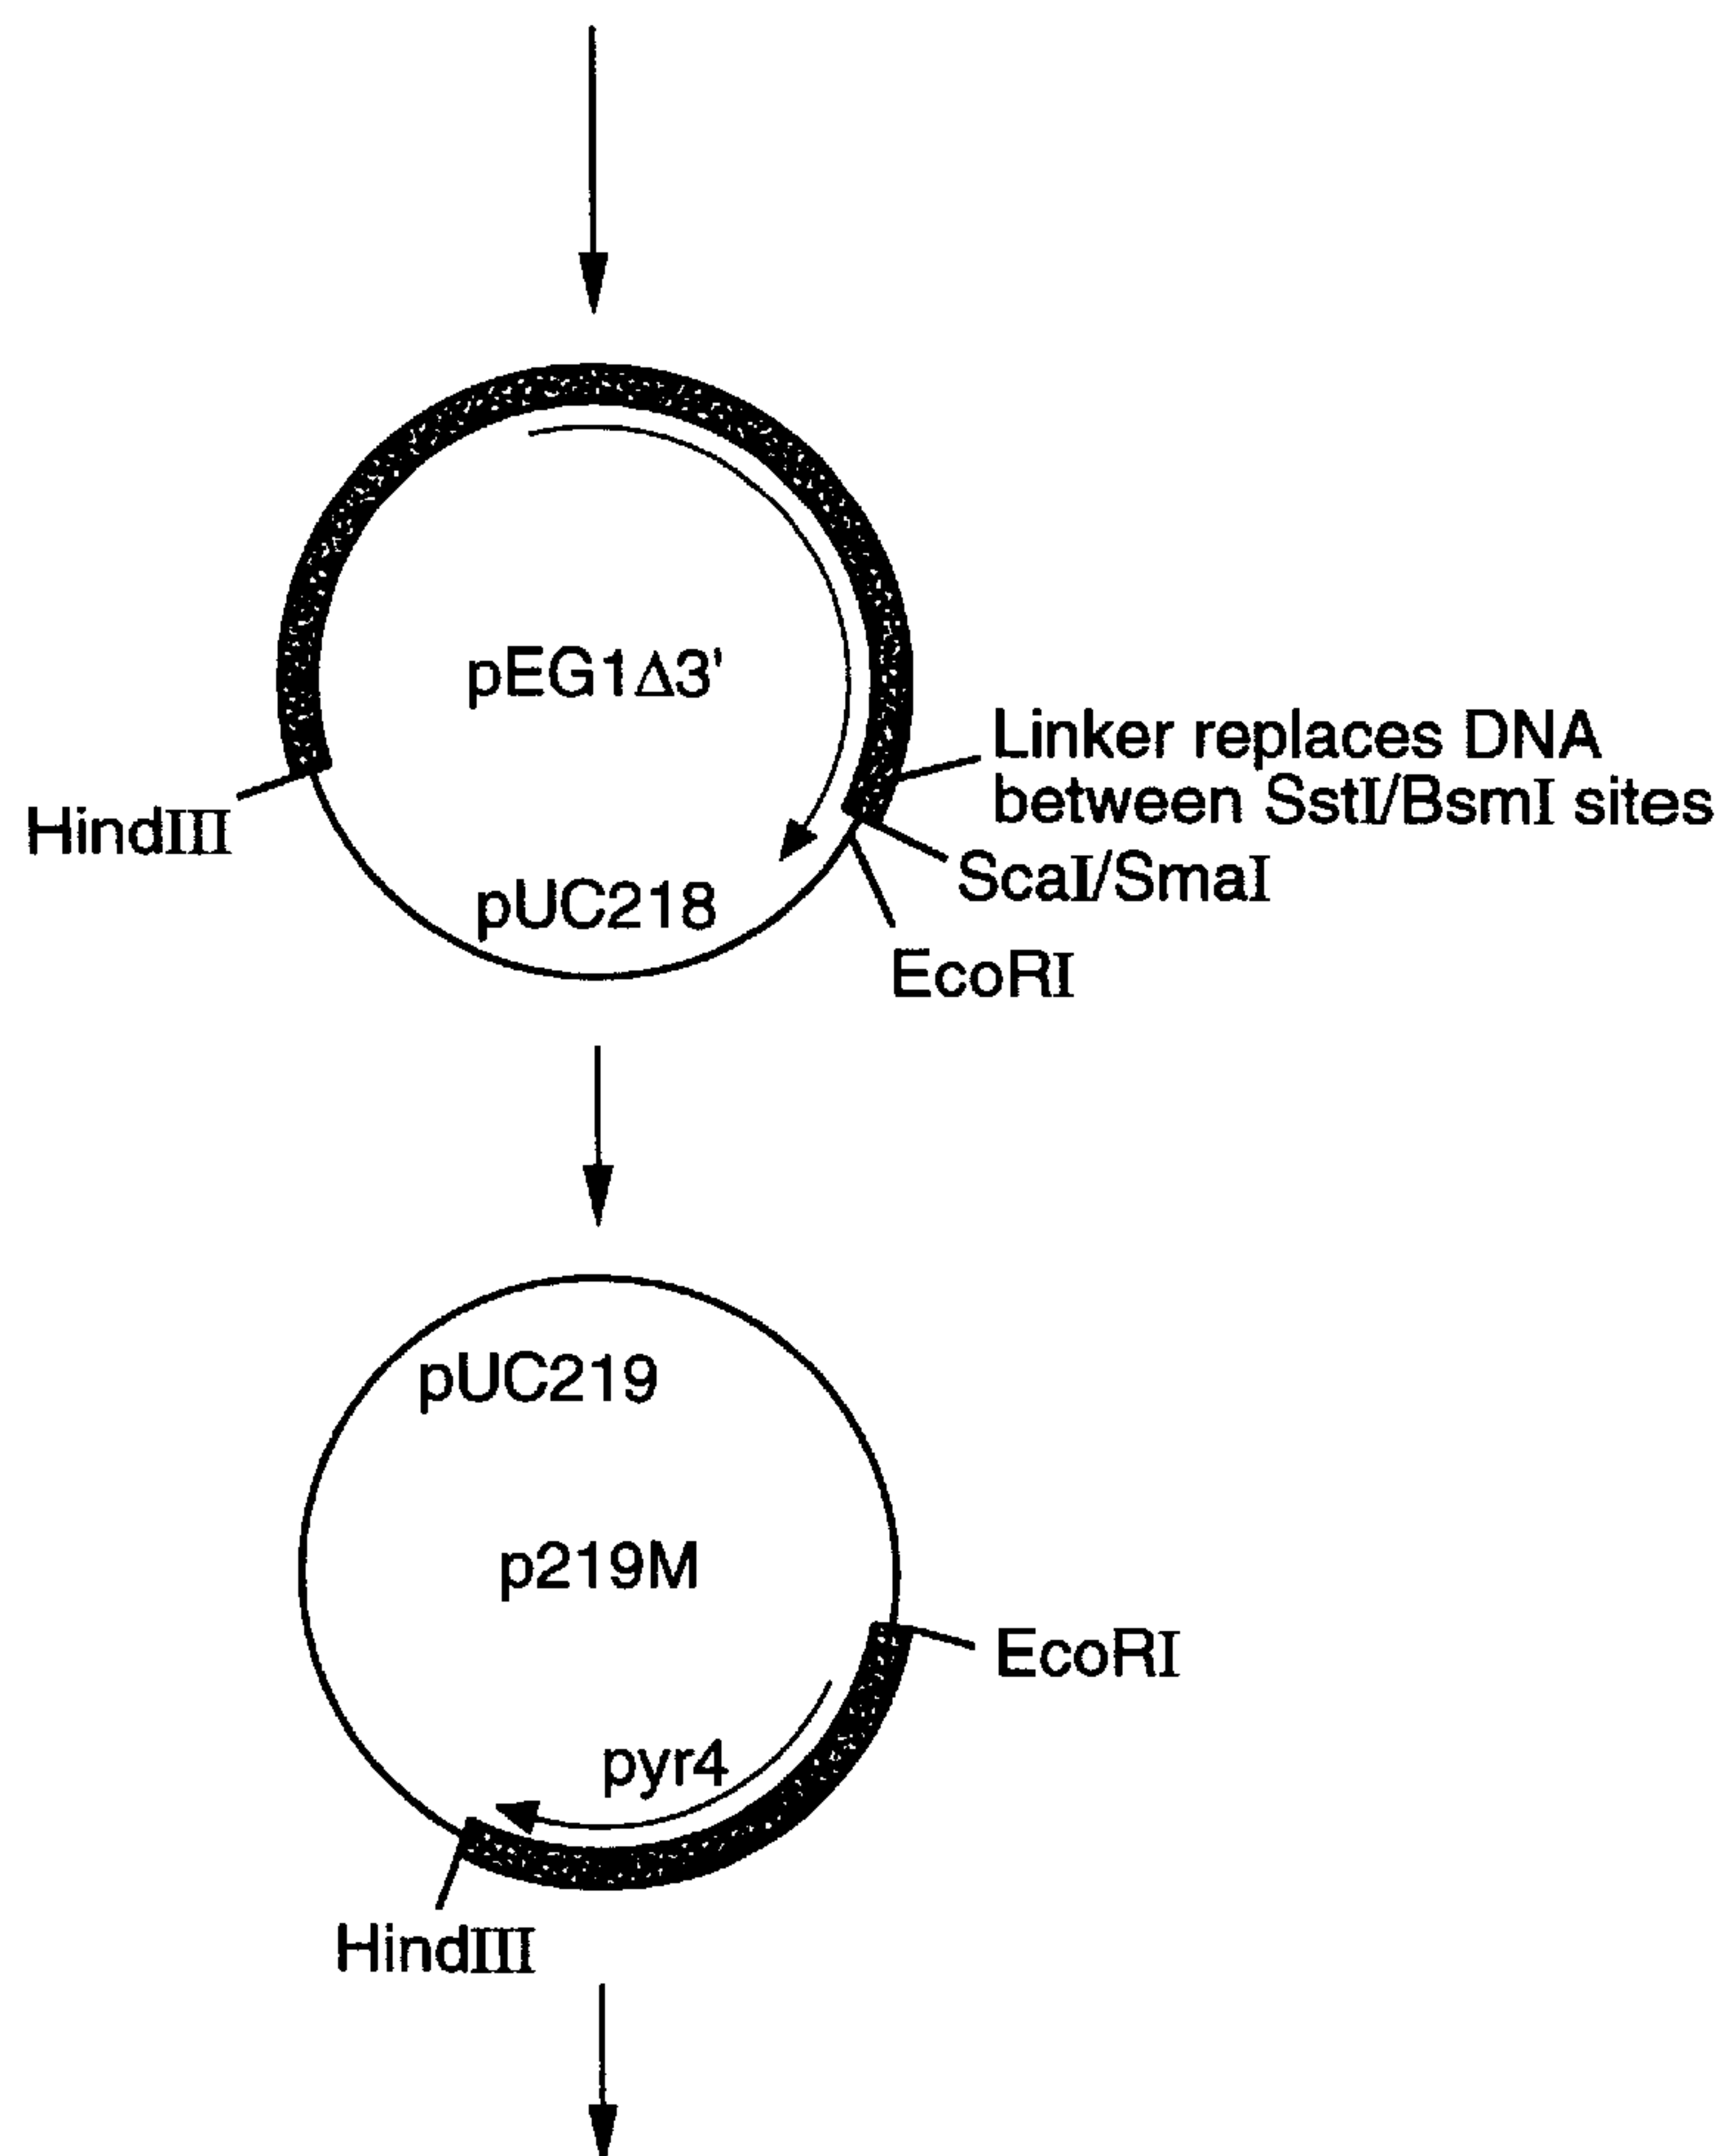 pEG1Δ3'
Linker replaces DNA
between SstI/BsmI sites
HindIII
ScaI/SmaI
pUC218
EcoRI
pUC219
p219M
EcoRI
pyr4
HindIII